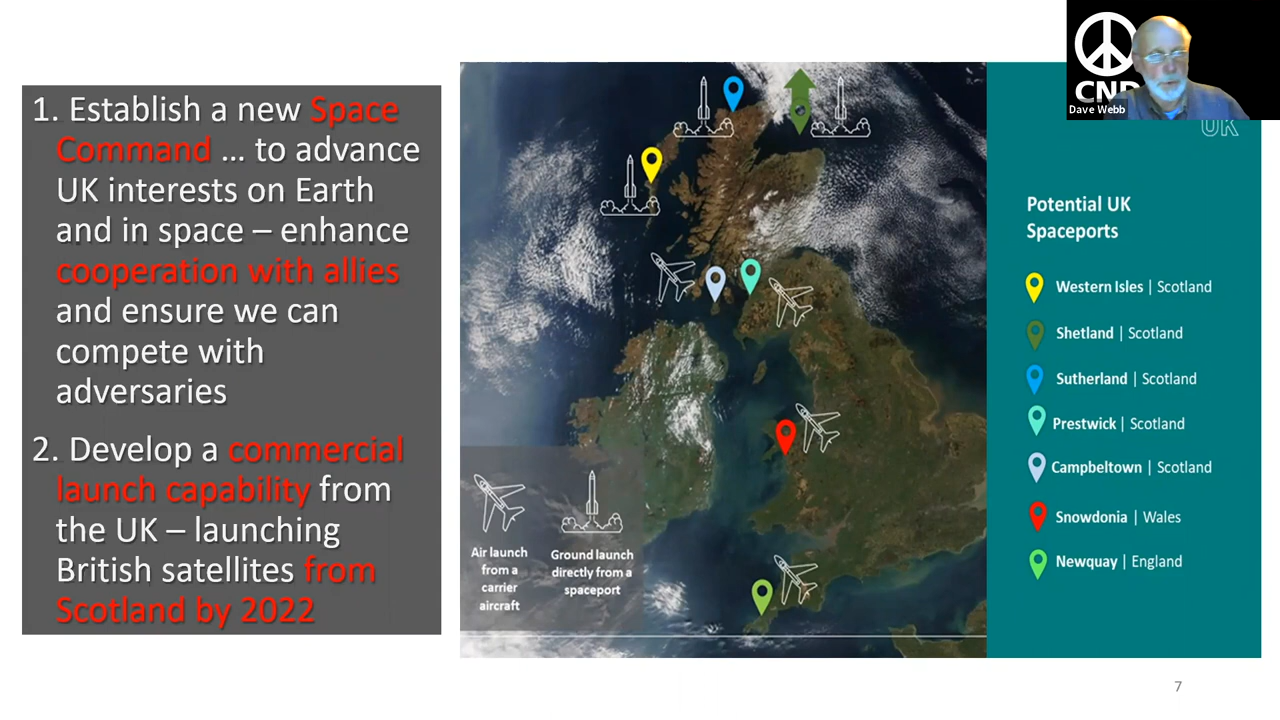 1. Establish a new Space
Command ... to advance
UK interests on Earth
and in space – enhance
cooperation with allies
and ensure we can
compete with
adversaries
2. Develop a commercial
launch capability from
the UK – launching
British satellites from
Scotland by 2022
Air launch
from a
carrier
aircraft
Ground launch
directly from a
spaceport
CND
Dave Webb
UK
Potential UK
Spaceports
Western Isles | Scotland
Shetland | Scotland
Sutherland | Scotland
Prestwick | Scotland
Campbeltown | Scotland
Snowdonia | Wales
Newquay | England
7